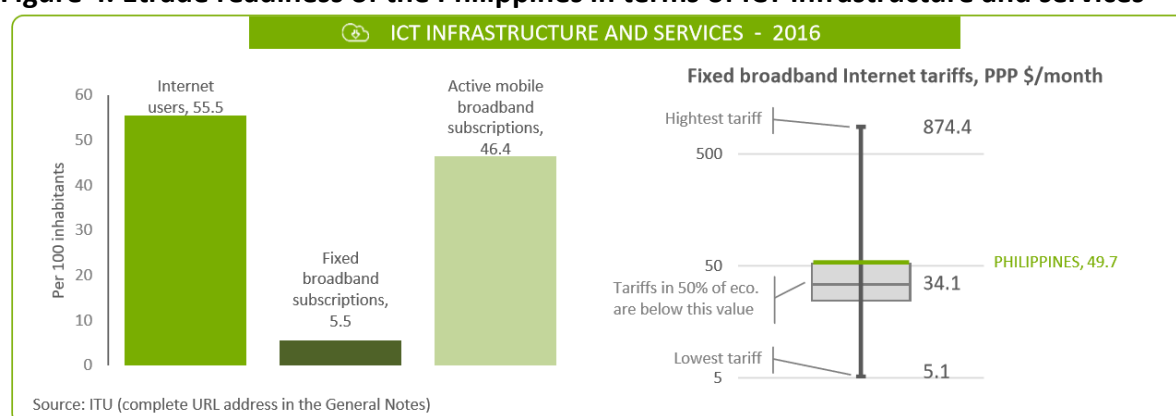 ICT INFRASTRUCTURE AND SERVICES - 2016
Per 100 inhabitants
60
50
40
30
20
10
0
Internet
users, 55.5
Fixed
broadband
subscriptions,
5.5
Active mobile
broadband
subscriptions,
46.4
Fixed broadband Internet tariffs, PPP $/month
Hightest tariff
874.4
500
50
PHILIPPINES, 49.7
Tariffs in 50% of eco.
are below this value
34.1
Lowest tariff
5.1
5
Source: ITU (complete URL address in the General Notes)